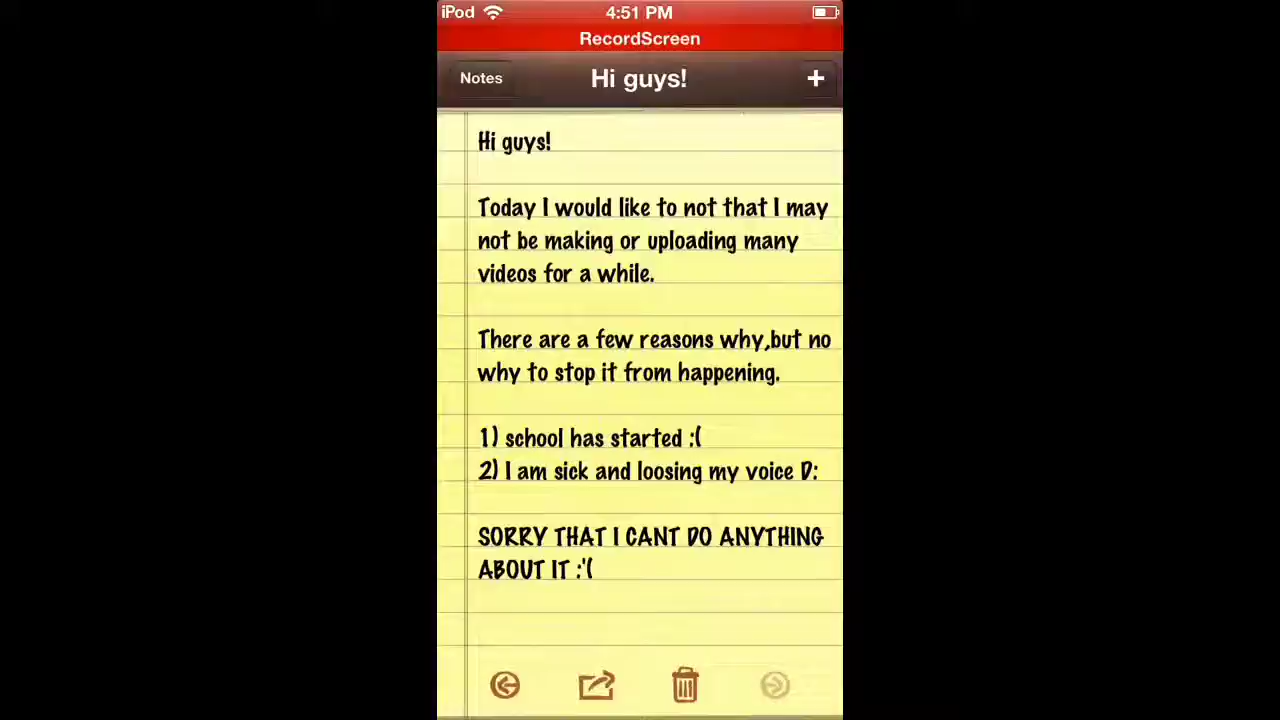 iPod 4:51 PM
RecordScreen
Notes Hi guys! +
Hi guys!
Today I would like to not that I may
not be making or uploading many
videos for a while.
There are a few reasons why,but no
why to stop it from happening.
1) school has started :(
2) I am sick and loosing my voice D:
SORRY THAT I CANT DO ANYTHING
ABOUT IT :'(